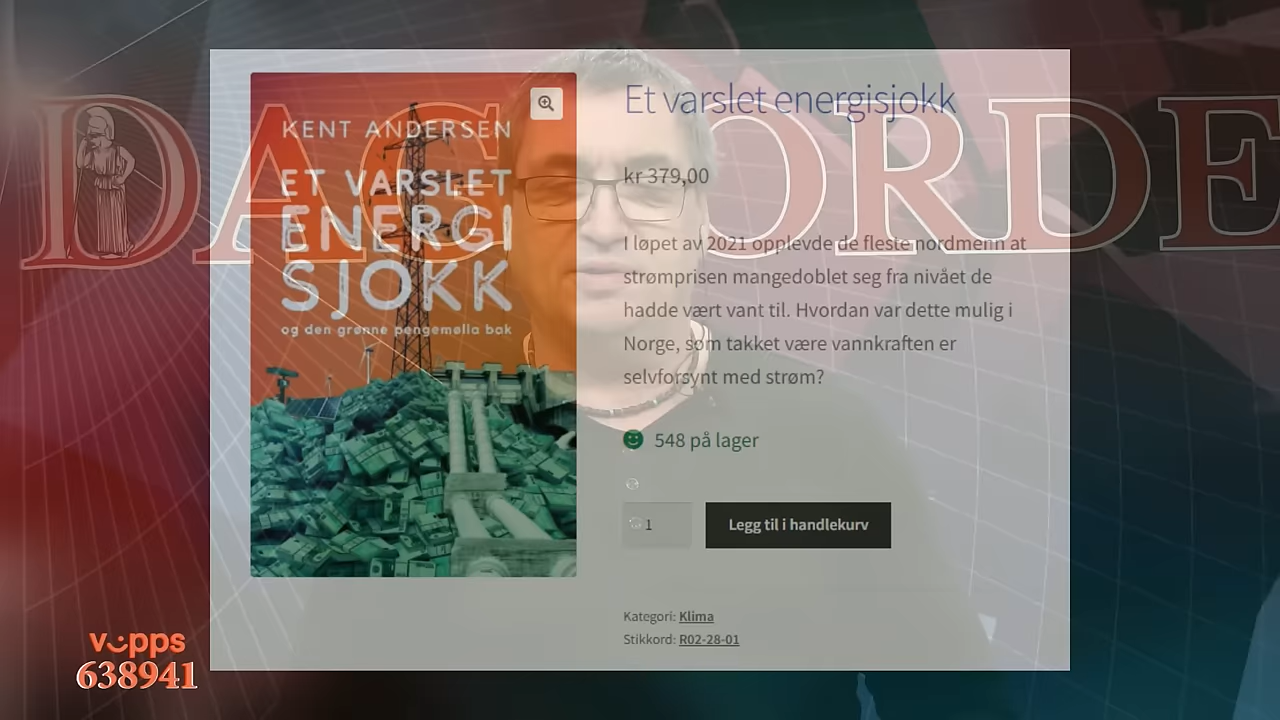 DAG ORDE
KENT ANDERSEN
ET VARSLET
ENERGI
SJOKK
og den grønne pengemølla bak
Et varslet energisjokk
kr 379,00
I løpet av 2021 opplevde de fleste nordmenn at
strømprisen mangedoblet seg fra nivået de
hadde vært vant til. Hvordan var dette mulig i
Norge, som takket være vannkraften er
selvforsynt med strøm?
548 på lager
1
Legg til i handlekurv
Kategori: Klima
Stikkord: R02-28-01
vipps
638941